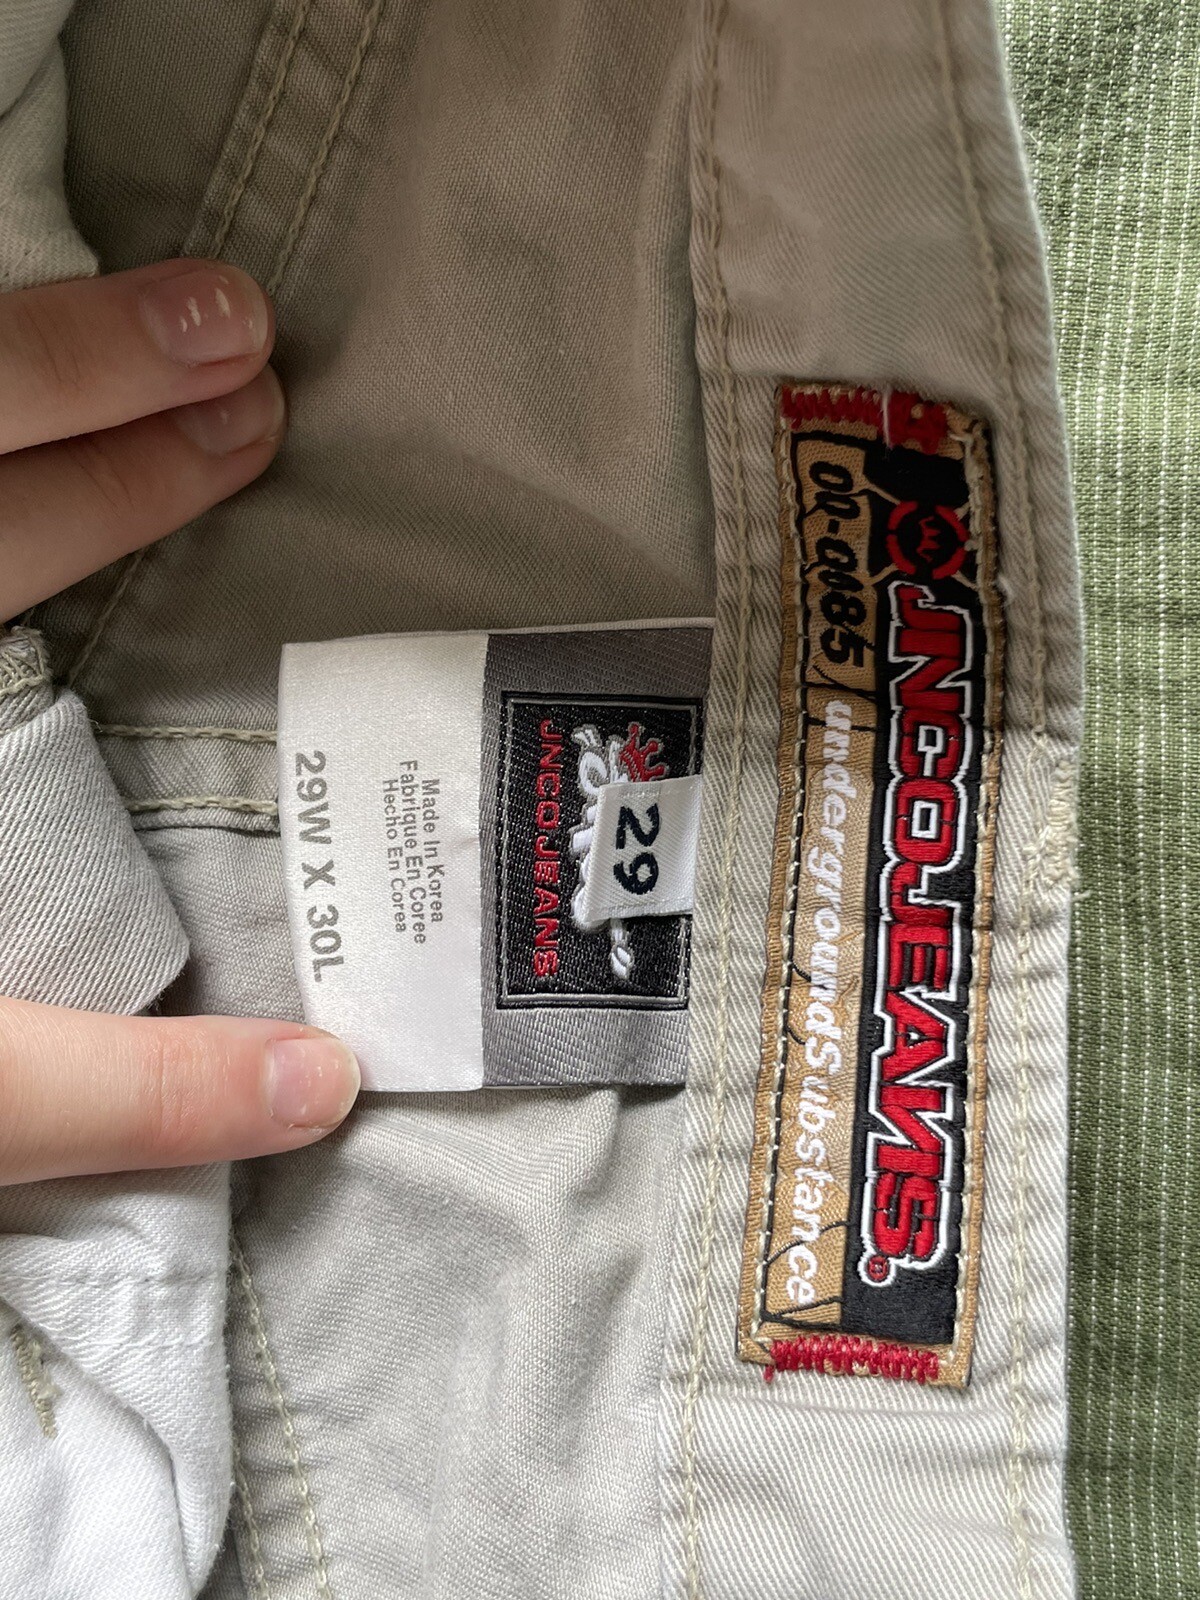 JNCO JEANS®
00-0085 undergroundSubstance
29
JNCO JEANS
Made In Korea
Fabrique En Coree
Hecho En Corea
29W X 30L